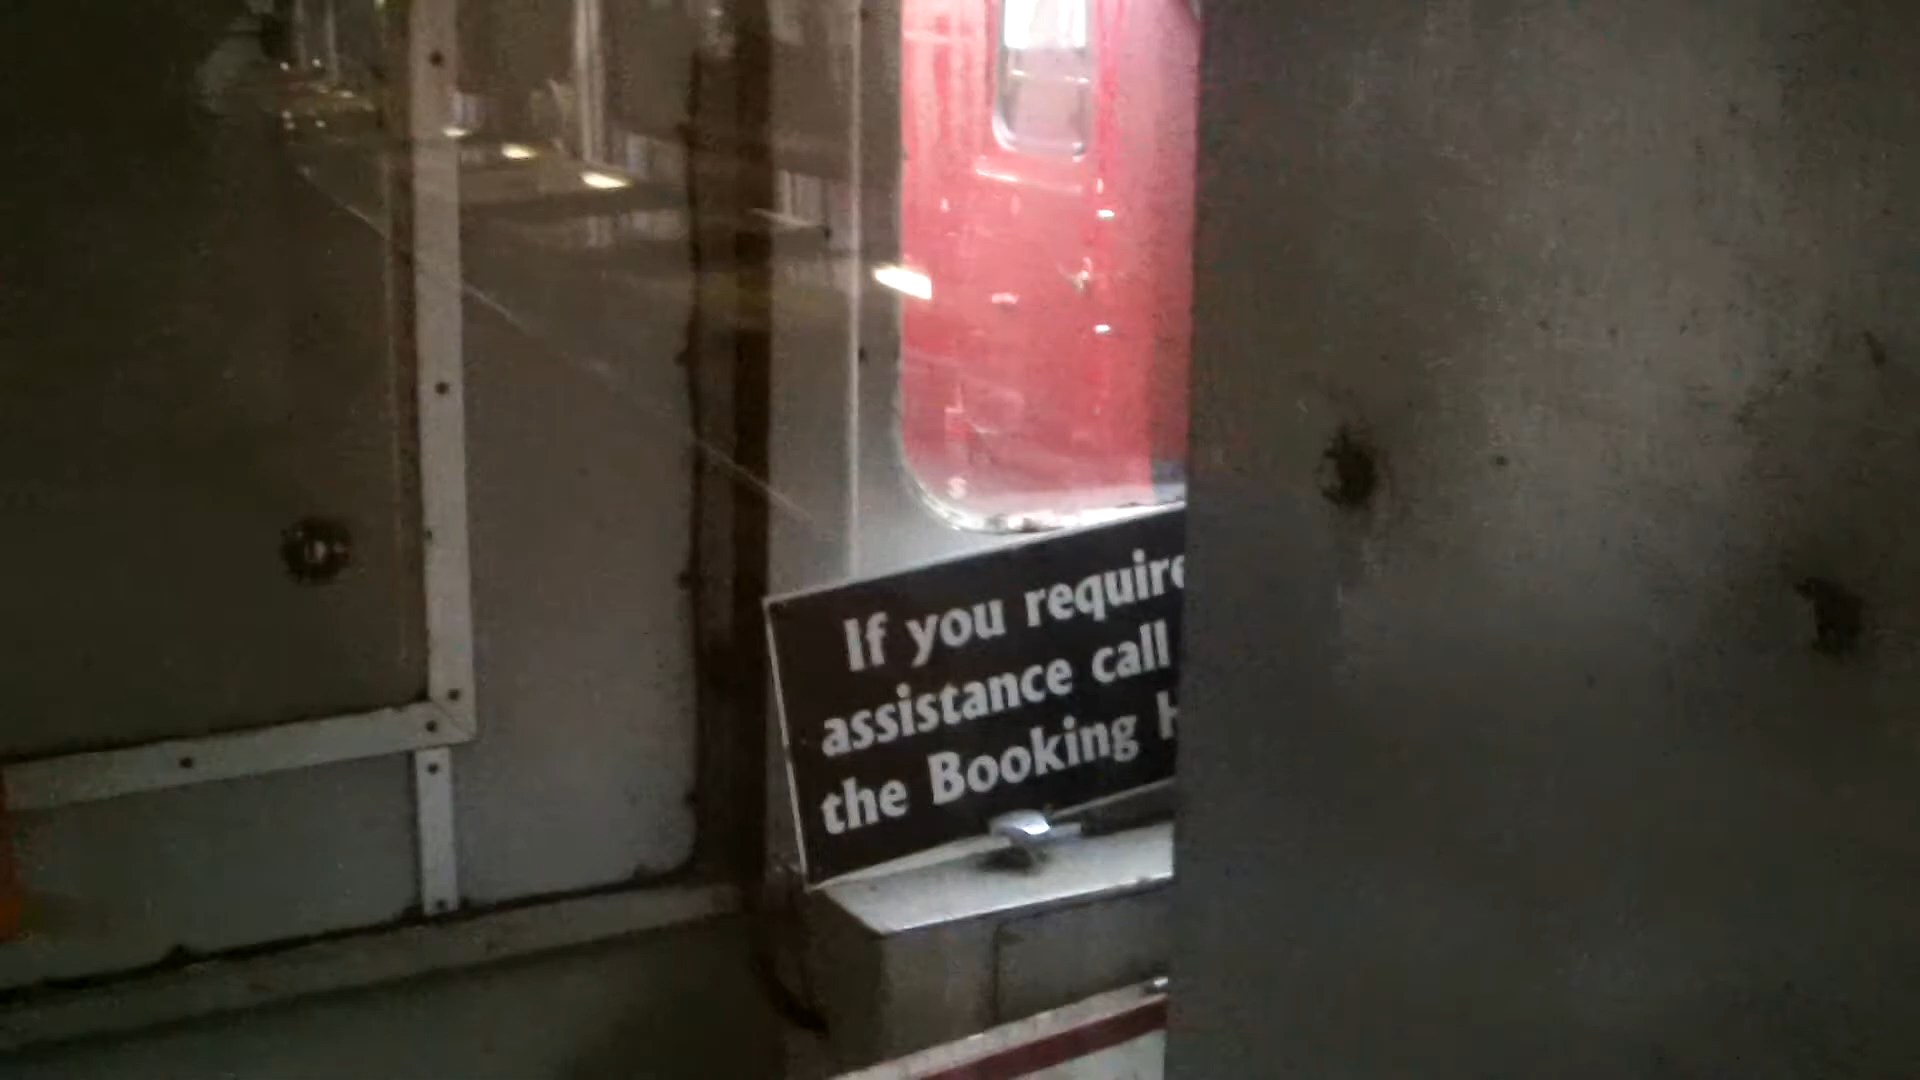 If you require
assistance call
the Booking